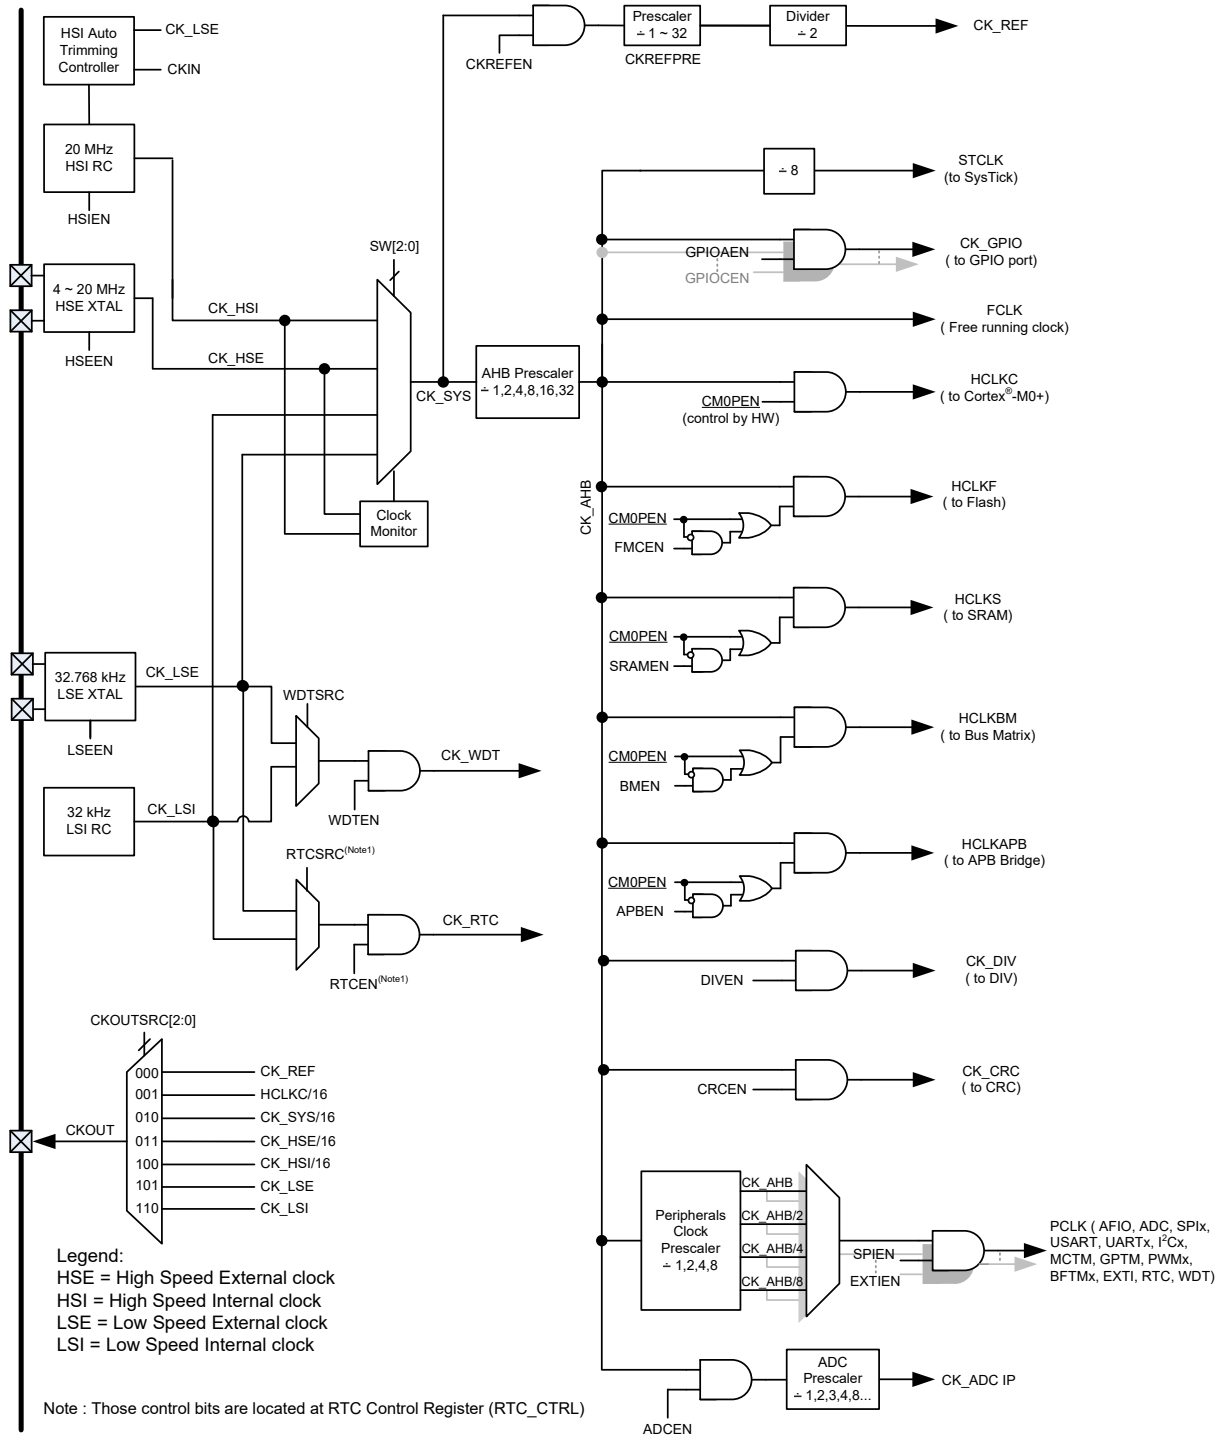 HSI Auto
Trimming
Controller
CK_LSE
CKIN
20 MHz
HSI RC
HSIEN
4 ~ 20 MHz
HSE XTAL
HSEEN
CK_HSI
CK_HSE
SW[2:0]
CK_SYS
Clock
Monitor
CKREFEN
Prescaler
÷ 1 ~ 32
CKREFPRE
Divider
÷ 2
CK_REF
AHB Prescaler
÷ 1,2,4,8,16,32
CK_AHB
÷ 8
STCLK
(to SysTick)
GPIOAEN
GPIOCEN
CK_GPIO
( to GPIO port)
FCLK
( Free running clock)
CM0PEN
(control by HW)
HCLKC
( to Cortex®-M0+)
CM0PEN
FMCEN
HCLKF
( to Flash)
CM0PEN
SRAMEN
HCLKS
( to SRAM)
CM0PEN
BMEN
HCLKBM
( to Bus Matrix)
CM0PEN
APBEN
HCLKAPB
( to APB Bridge)
DIVEN
CK_DIV
( to DIV)
CRCEN
CK_CRC
( to CRC)
Peripherals
Clock
Prescaler
÷ 1,2,4,8
CK_AHB
CK_AHB/2
CK_AHB/4
CK_AHB/8
SPIEN
EXTIEN
PCLK ( AFIO, ADC, SPIx,
USART, UARTx, I²Cx,
MCTM, GPTM, PWMx,
BFTMx, EXTI, RTC, WDT)
ADCEN
ADC
Prescaler
÷ 1,2,3,4,8...
CK_ADC IP
32.768 kHz
LSE XTAL
LSEEN
CK_LSE
32 kHz
LSI RC
CK_LSI
WDTSRC
WDTEN
CK_WDT
RTCSRC(Note1)
RTCEN(Note1)
CK_RTC
CKOUTSRC[2:0]
CKOUT
000 CK_REF
001 HCLKC/16
010 CK_SYS/16
011 CK_HSE/16
100 CK_HSI/16
101 CK_LSE
110 CK_LSI
Legend:
HSE = High Speed External clock
HSI = High Speed Internal clock
LSE = Low Speed External clock
LSI = Low Speed Internal clock
Note : Those control bits are located at RTC Control Register (RTC_CTRL)